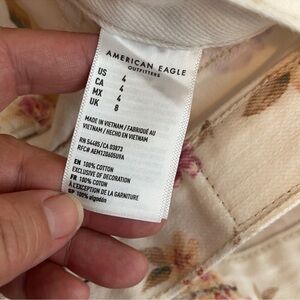 AMERICAN EAGLE
OUTFITTERS
US 4
CA 4
MX 4
UK 8
MADE IN VIETNAM / FABRIQUÉ AU
VIETNAM / HECHO EN VIETNAM
RN 54485/CA 03873
RFC# AEM1206065U9A
EN 100% COTTON
EXCLUSIVE OF DECORATION
FR 100% COTON
À L'EXCEPTION DE LA GARNITURE
SP 100% algodón